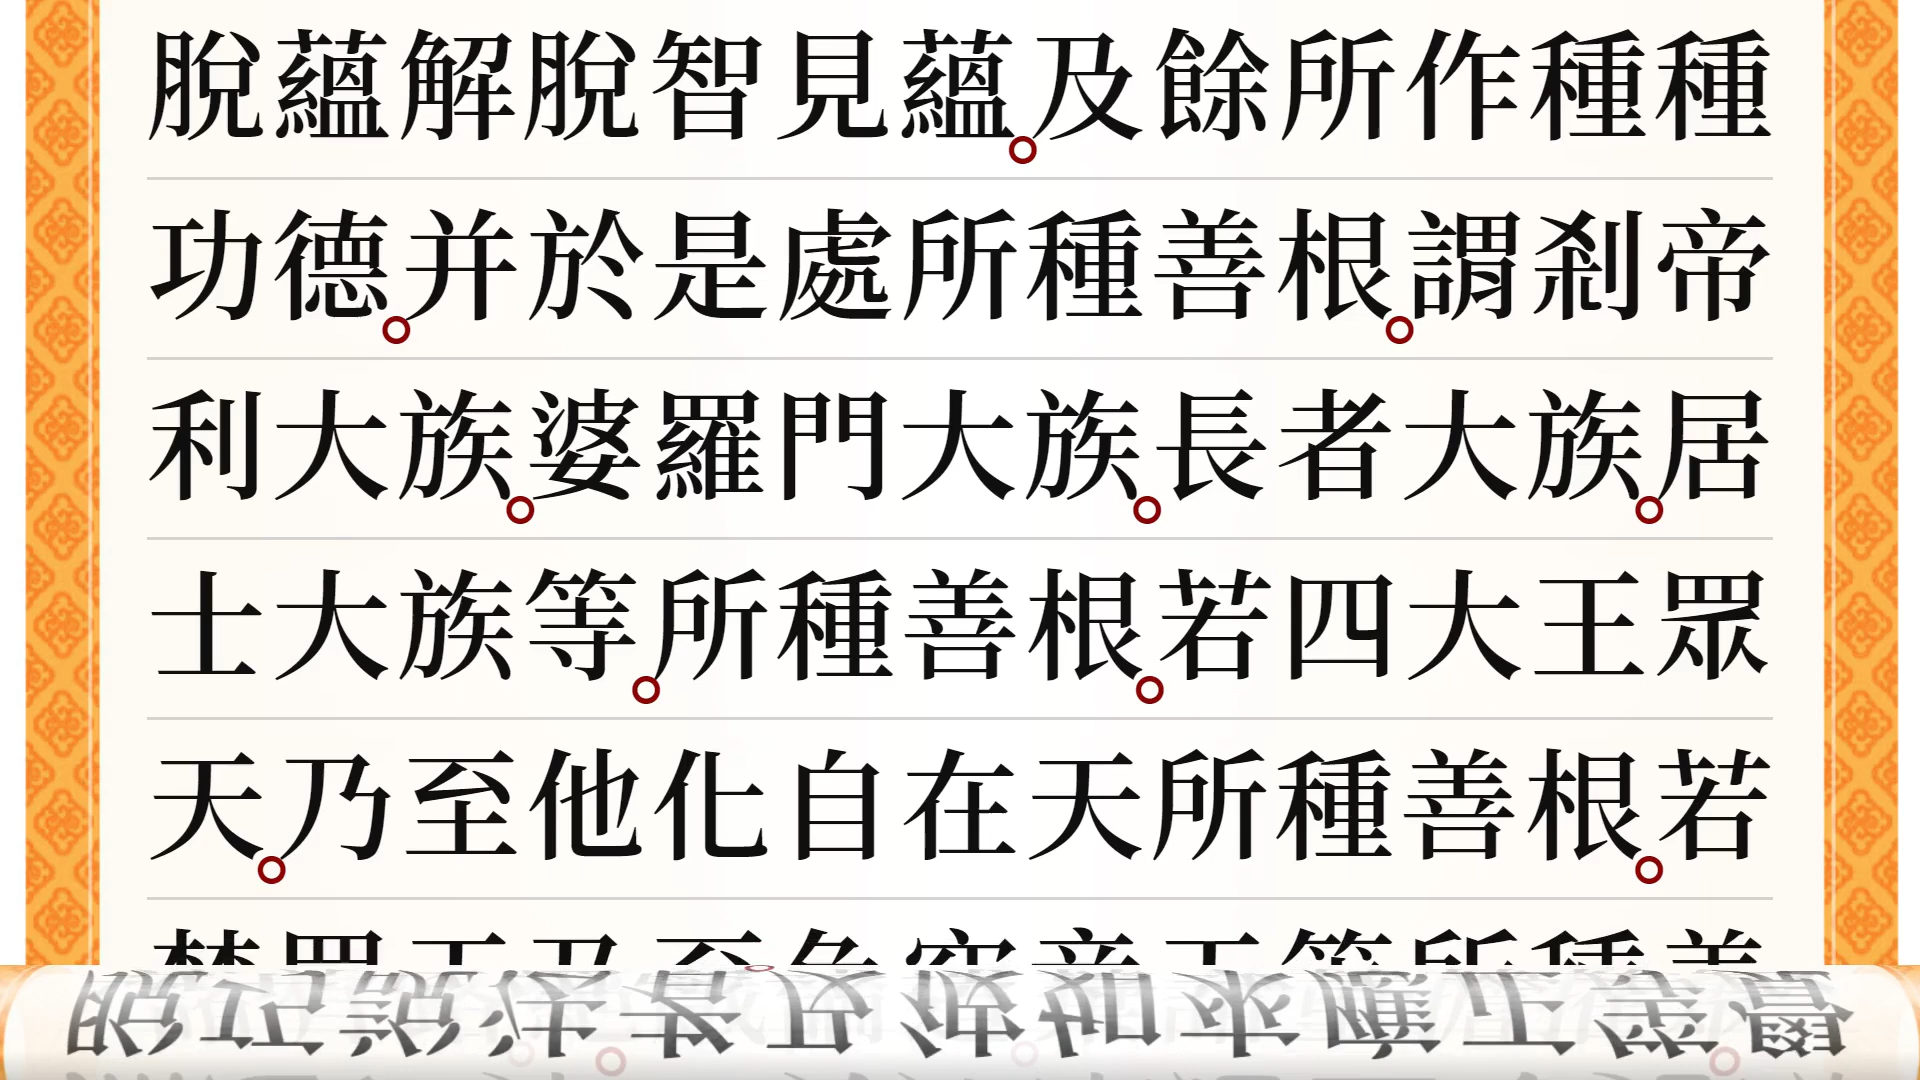 脫蘊解脫智見蘊。及餘所作種種
功德。并於是處所種善根。謂剎帝
利大族。婆羅門大族。長者大族。居
士大族等。所種善根。若四大王眾
天。乃至他化自在天所種善根。若